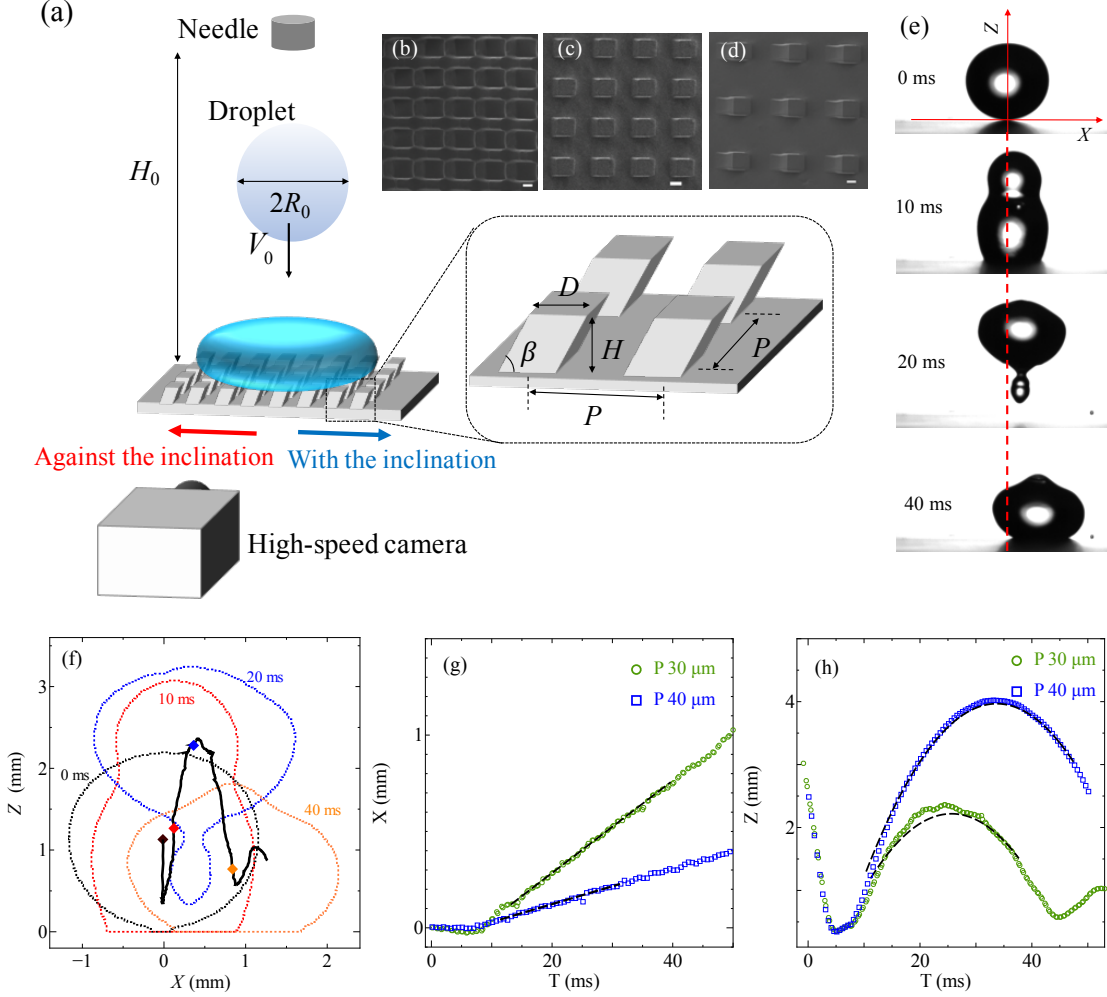 (a)
Needle
Droplet
H0
2R0
V0
(b)
(c)
(d)
D
β
H
P
P
Against the inclination
With the inclination
High-speed camera
(e)
Z
X
0 ms
10 ms
20 ms
40 ms
(f)
20 ms
10 ms
0 ms
40 ms
3
2
1
0
Z (mm)
−1
0
1
2
X (mm)
(g)
P 30 μm
P 40 μm
1
0
X (mm)
0
20
40
T (ms)
(h)
P 30 μm
P 40 μm
4
2
Z (mm)
0
20
40
T (ms)